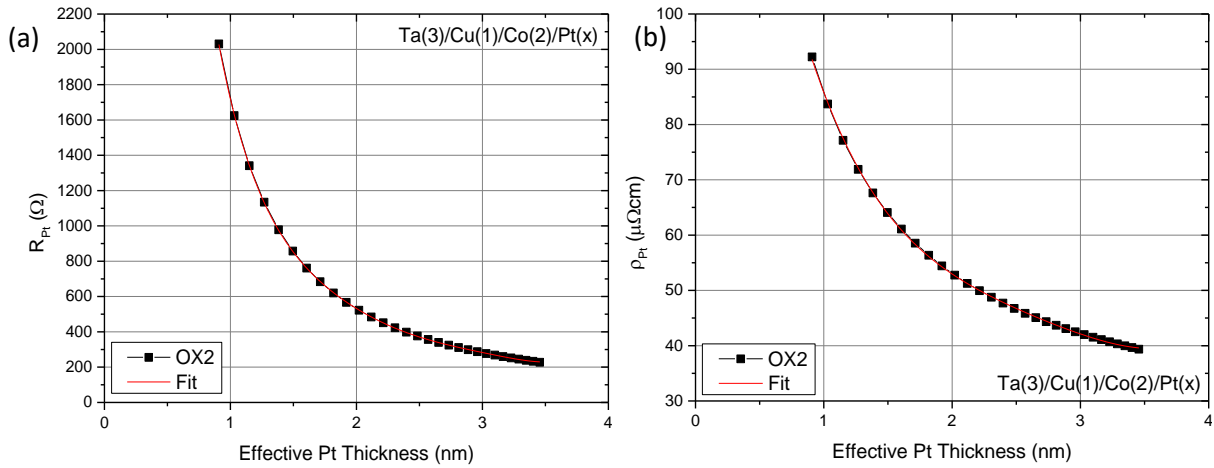 (a)
Ta(3)/Cu(1)/Co(2)/Pt(x)
2200
2000
1800
1600
1400
1200
1000
800
600
400
200
0
R_Pt (Ω)
OX2
Fit
0 1 2 3 4
Effective Pt Thickness (nm)
(b)
100
90
80
70
60
50
40
30
ρ_Pt (μΩcm)
OX2
Fit
Ta(3)/Cu(1)/Co(2)/Pt(x)
0 1 2 3 4
Effective Pt Thickness (nm)